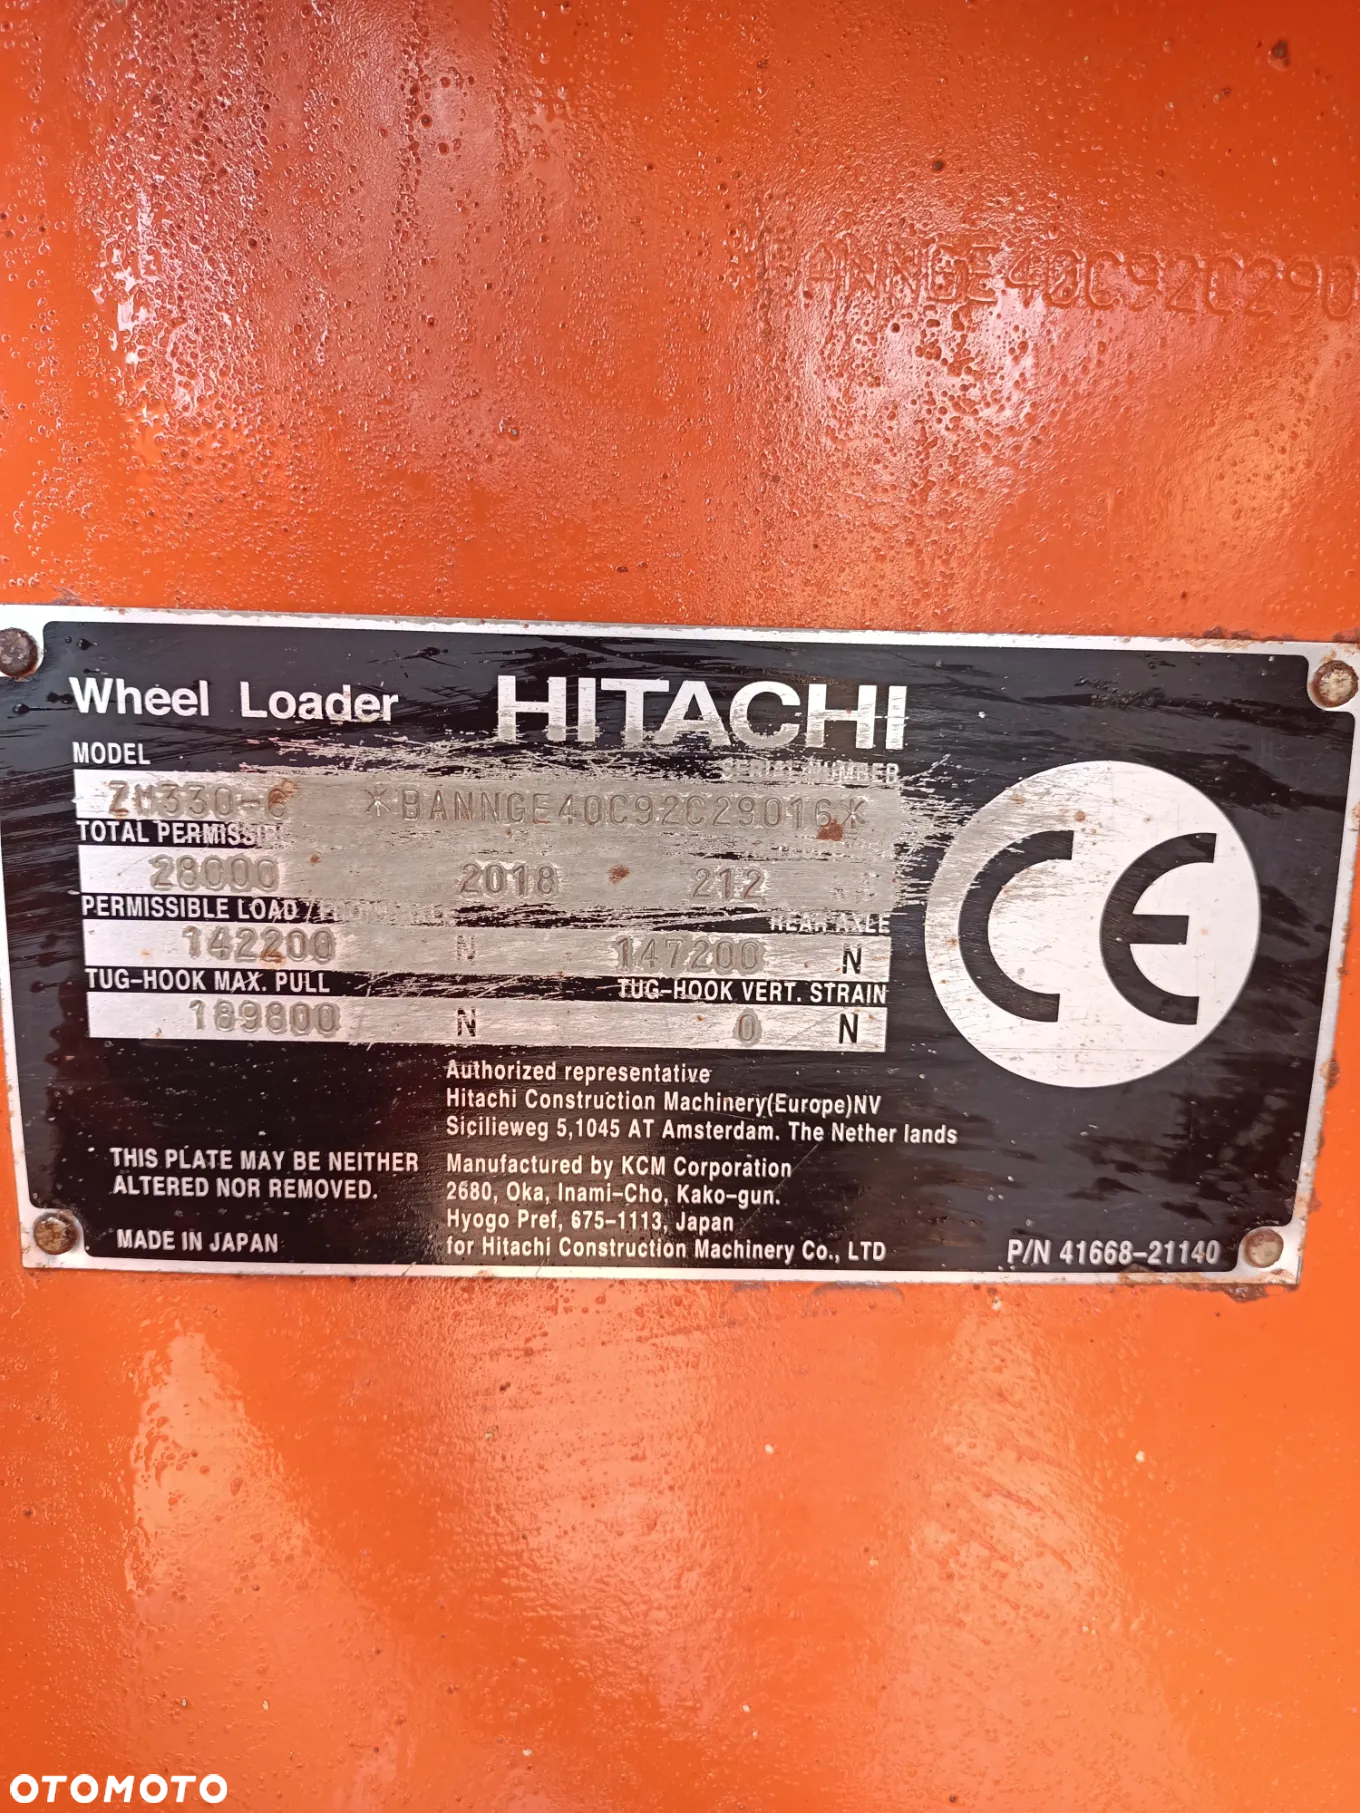 ANNGE40C92C290
Wheel Loader HITACHI
MODEL SERIAL NUMBER
ZW330-6 *BANNGE40C92C29016*
TOTAL PERMISSI
28000 2018 212
PERMISSIBLE LOAD/ REAR AXLE
142200 N 147200 N
TUG-HOOK MAX. PULL TUG-HOOK VERT. STRAIN
189800 N 0 N
CE
Authorized representative
Hitachi Construction Machinery(Europe)NV
Sicilieweg 5,1045 AT Amsterdam. The Nether lands
THIS PLATE MAY BE NEITHER
ALTERED NOR REMOVED.
MADE IN JAPAN
Manufactured by KCM Corporation
2680, Oka, Inami-Cho, Kako-gun.
Hyogo Pref, 675-1113, Japan
for Hitachi Construction Machinery Co., LTD
P/N 41668-21140
OTOMOTO